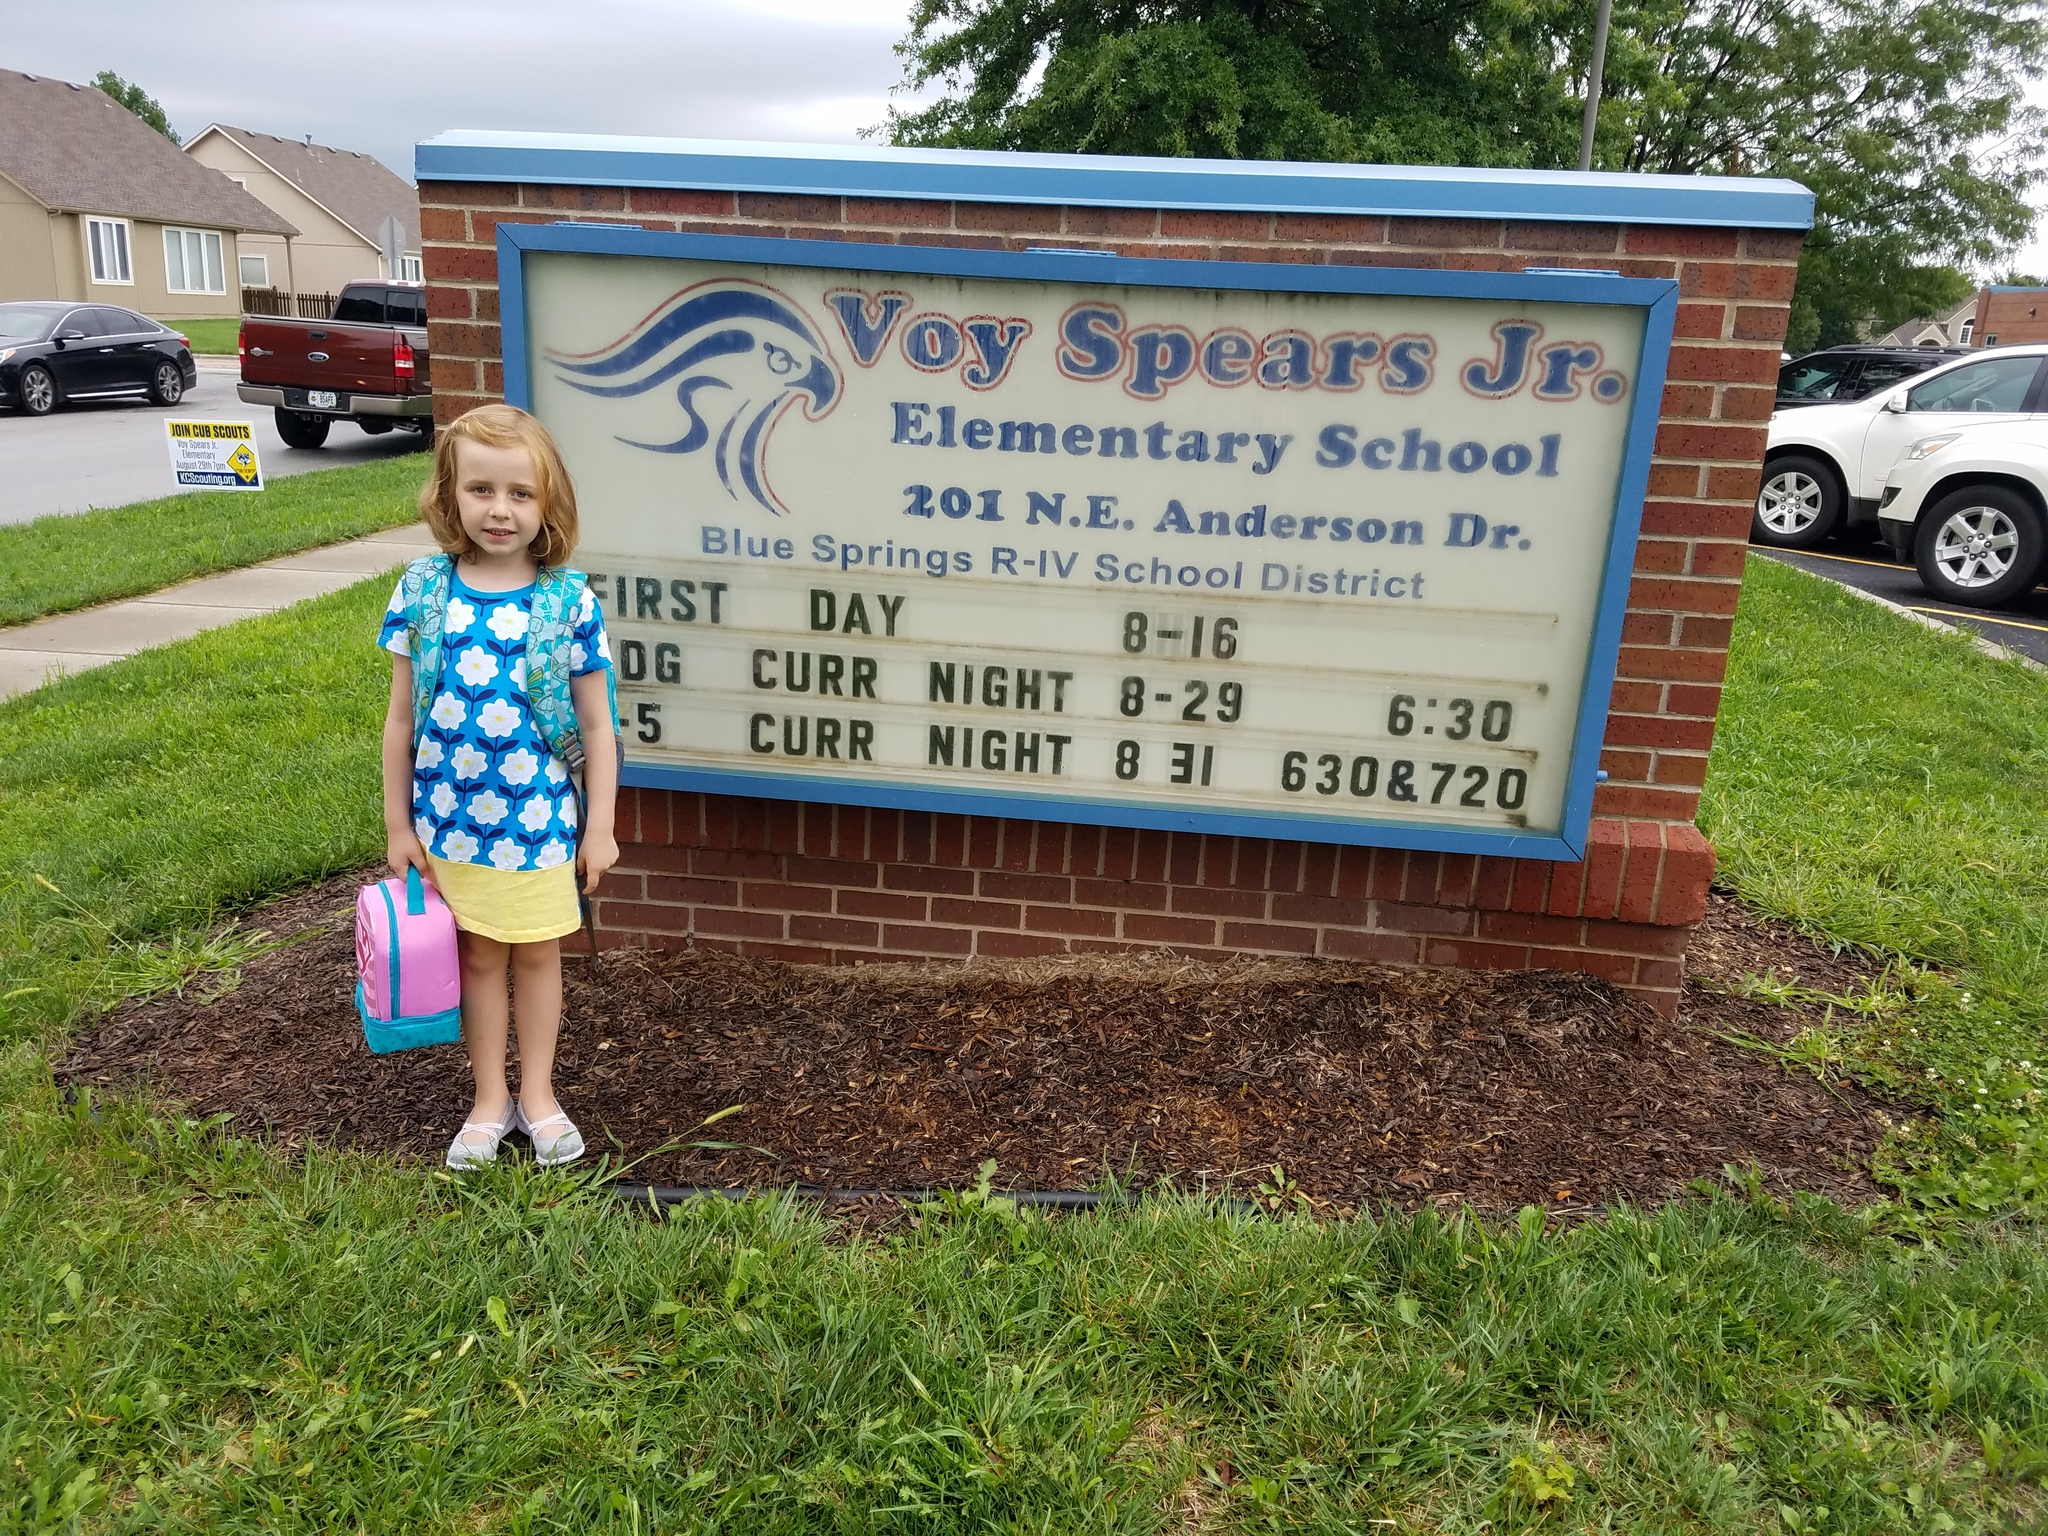 Voy Spears Jr.
Elementary School
201 N.E. Anderson Dr.
Blue Springs R-IV School District
FIRST DAY 8-16
DG CURR NIGHT 8-29 6:30
-5 CURR NIGHT 8 31 630&720
JOIN CUB SCOUTS
Voy Spears Jr.
Elementary
August 29th 7pm
KCScouting.org